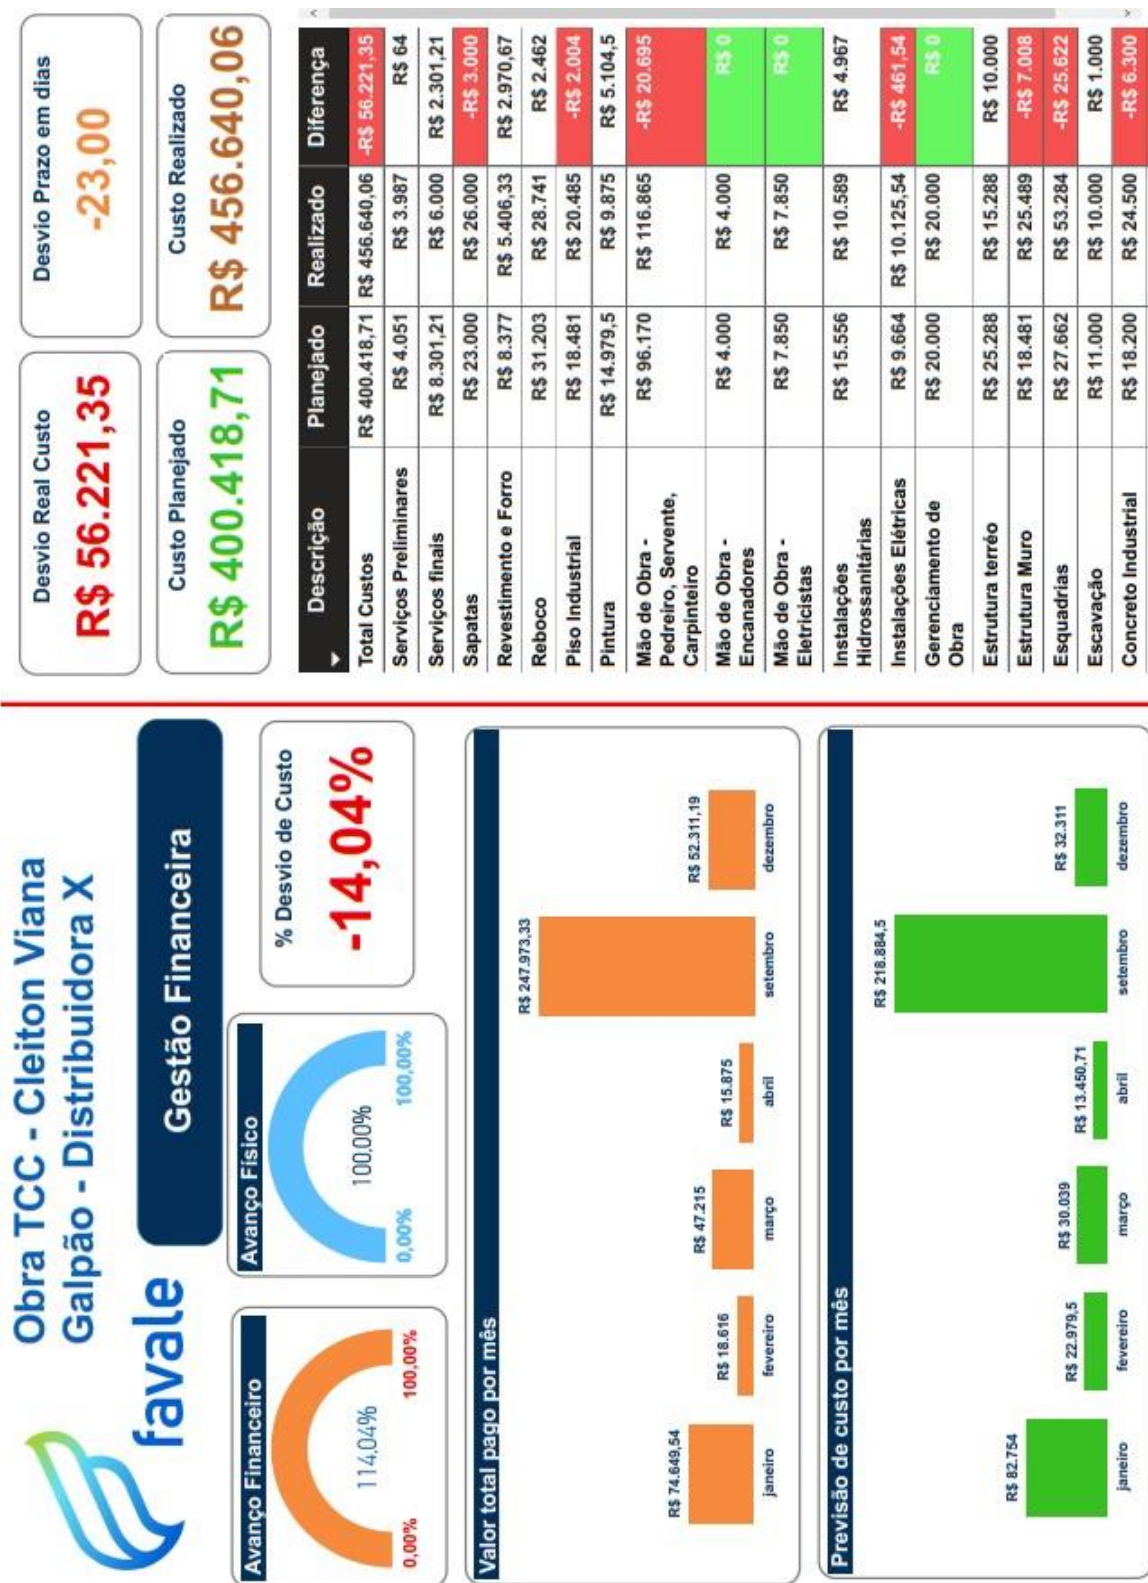 Obra TCC - Cleiton Viana
Galpão - Distribuidora X
favale
Gestão Financeira
Avanço Financeiro
114,04%
0,00%
100,00%
Avanço Físico
100,00%
0,00%
100,00%
% Desvio de Custo
-14,04%
Valor total pago por mês
R$ 74.649,54
R$ 18.616
R$ 47.215
R$ 15.875
R$ 247.973,33
R$ 52.311,19
janeiro
fevereiro
março
abril
setembro
dezembro
Previsão de custo por mês
R$ 82.754
R$ 22.979,5
R$ 30.039
R$ 13.450,71
R$ 218.884,5
R$ 32.311
janeiro
fevereiro
março
abril
setembro
dezembro
Desvio Real Custo
R$ 56.221,35
Desvio Prazo em dias
-23,00
Custo Planejado
R$ 400.418,71
Custo Realizado
R$ 456.640,06
Descrição Planejado Realizado Diferença
Total Custos R$ 400.418,71 R$ 456.640,06 -R$ 56.221,35
Serviços Preliminares R$ 4.051 R$ 3.987 R$ 64
Serviços finais R$ 8.301,21 R$ 6.000 R$ 2.301,21
Sapatas R$ 23.000 R$ 26.000 -R$ 3.000
Revestimento e Forro R$ 8.377 R$ 5.406,33 R$ 2.970,67
Reboco R$ 31.203 R$ 28.741 R$ 2.462
Piso Industrial R$ 18.481 R$ 20.485 -R$ 2.004
Pintura R$ 14.979,5 R$ 9.875 R$ 5.104,5
Mão de Obra - R$ 96.170 R$ 116.865 -R$ 20.695
Pedreiro, Servente,
Carpinteiro
Mão de Obra - R$ 4.000 R$ 4.000 R$ 0
Encanadores
Mão de Obra - R$ 7.850 R$ 7.850 R$ 0
Eletricistas
Instalações R$ 15.556 R$ 10.589 R$ 4.967
Hidrossanitárias
Instalações Elétricas R$ 9.664 R$ 10.125,54 -R$ 461,54
Gerenciamento de R$ 20.000 R$ 20.000 R$ 0
Obra
Estrutura terréo R$ 25.288 R$ 15.288 R$ 10.000
Estrutura Muro R$ 18.481 R$ 25.489 -R$ 7.008
Esquadrias R$ 27.662 R$ 53.284 -R$ 25.622
Escavação R$ 11.000 R$ 10.000 R$ 1.000
Concreto Industrial R$ 18.200 R$ 24.500 -R$ 6.300